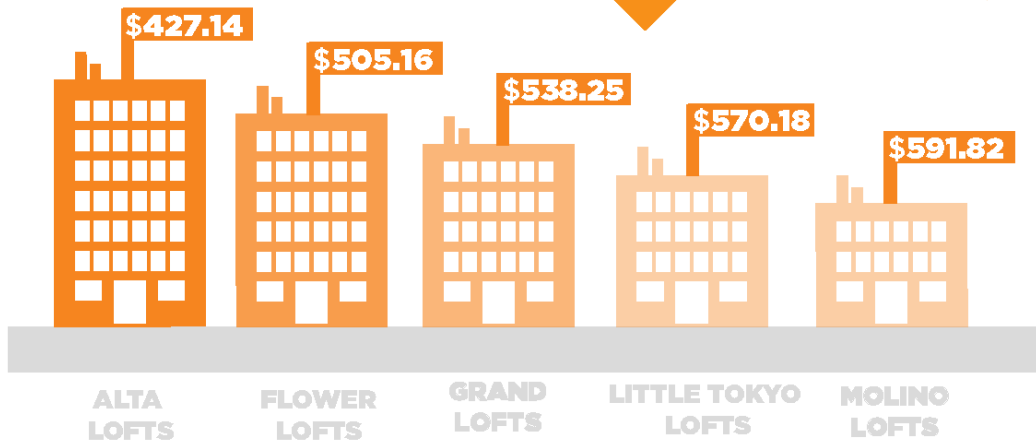 $427.14
$505.16
$538.25
$570.18
$591.82
ALTA
LOFTS
FLOWER
LOFTS
GRAND
LOFTS
LITTLE TOKYO
LOFTS
MOLINO
LOFTS